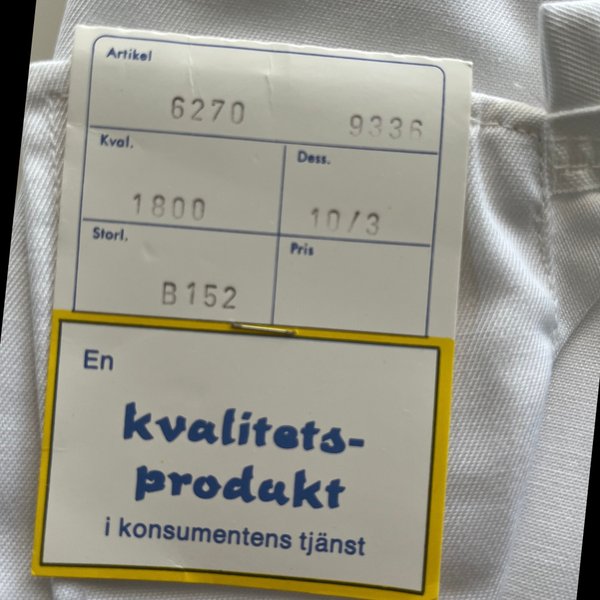 Artikel
6270 9336
Kval. Dess.
1800 10/3
Storl. Pris
B152
En
kvalitets-
produkt
i konsumentens tjänst